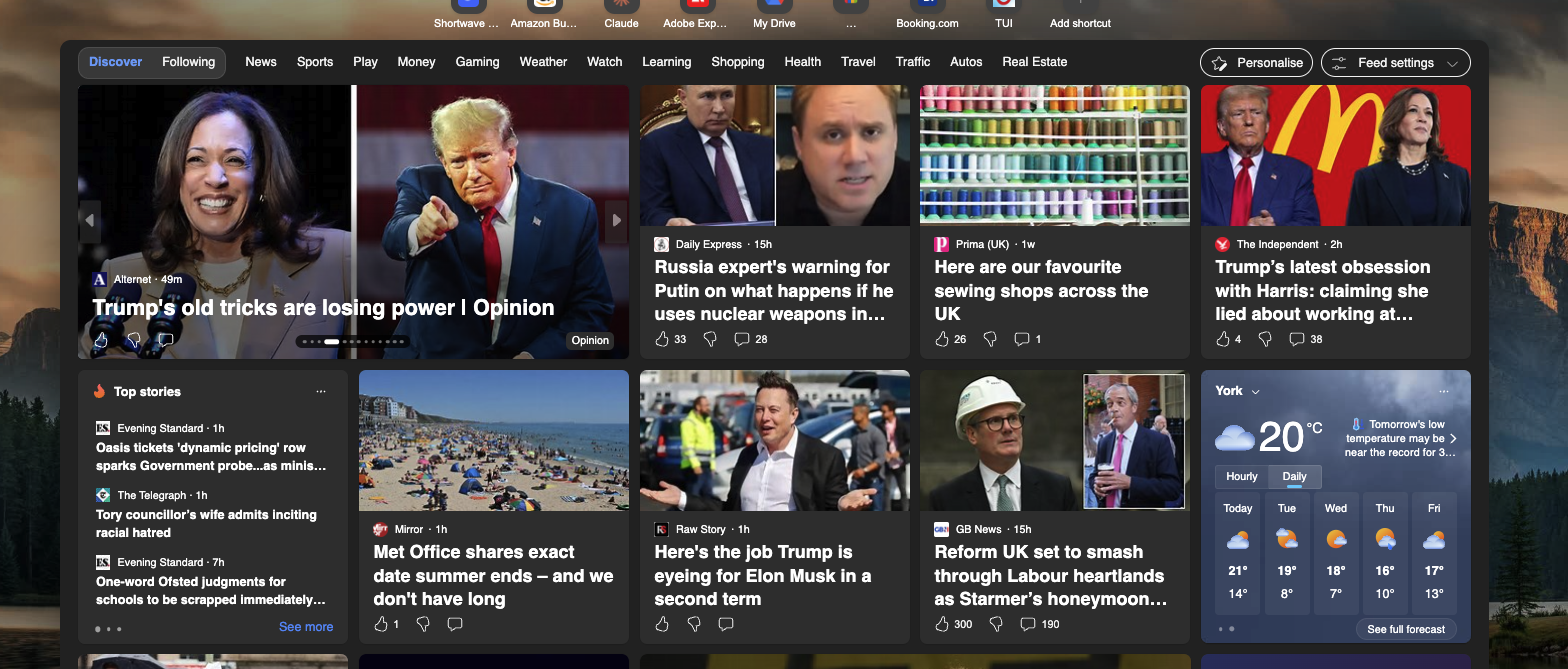 Shortwave ...
Amazon Bu...
Claude
Adobe Exp...
My Drive
...
Booking.com
TUI
Add shortcut
Discover
Following
News
Sports
Play
Money
Gaming
Weather
Watch
Learning
Shopping
Health
Travel
Traffic
Autos
Real Estate
Personalise
Feed settings
A Alternet · 49m
Trump's old tricks are losing power | Opinion
Opinion
Daily Express · 15h
Russia expert's warning for
Putin on what happens if he
uses nuclear weapons in...
33
28
P Prima (UK) · 1w
Here are our favourite
sewing shops across the
UK
26
1
The Independent · 2h
Trump’s latest obsession
with Harris: claiming she
lied about working at...
4
38
Top stories
...
ES Evening Standard · 1h
Oasis tickets 'dynamic pricing' row
sparks Government probe...as minis...
The Telegraph · 1h
Tory councillor’s wife admits inciting
racial hatred
ES Evening Standard · 7h
One-word Ofsted judgments for
schools to be scrapped immediately...
See more
Mirror · 1h
Met Office shares exact
date summer ends – and we
don't have long
1
Raw Story · 1h
Here's the job Trump is
eyeing for Elon Musk in a
second term
GBN GB News · 15h
Reform UK set to smash
through Labour heartlands
as Starmer’s honeymoon...
300
190
York
...
20 °C
Tomorrow’s low
temperature may be
near the record for 3...
Hourly
Daily
Today
Tue
Wed
Thu
Fri
21°
19°
18°
16°
17°
14°
8°
7°
10°
13°
See full forecast